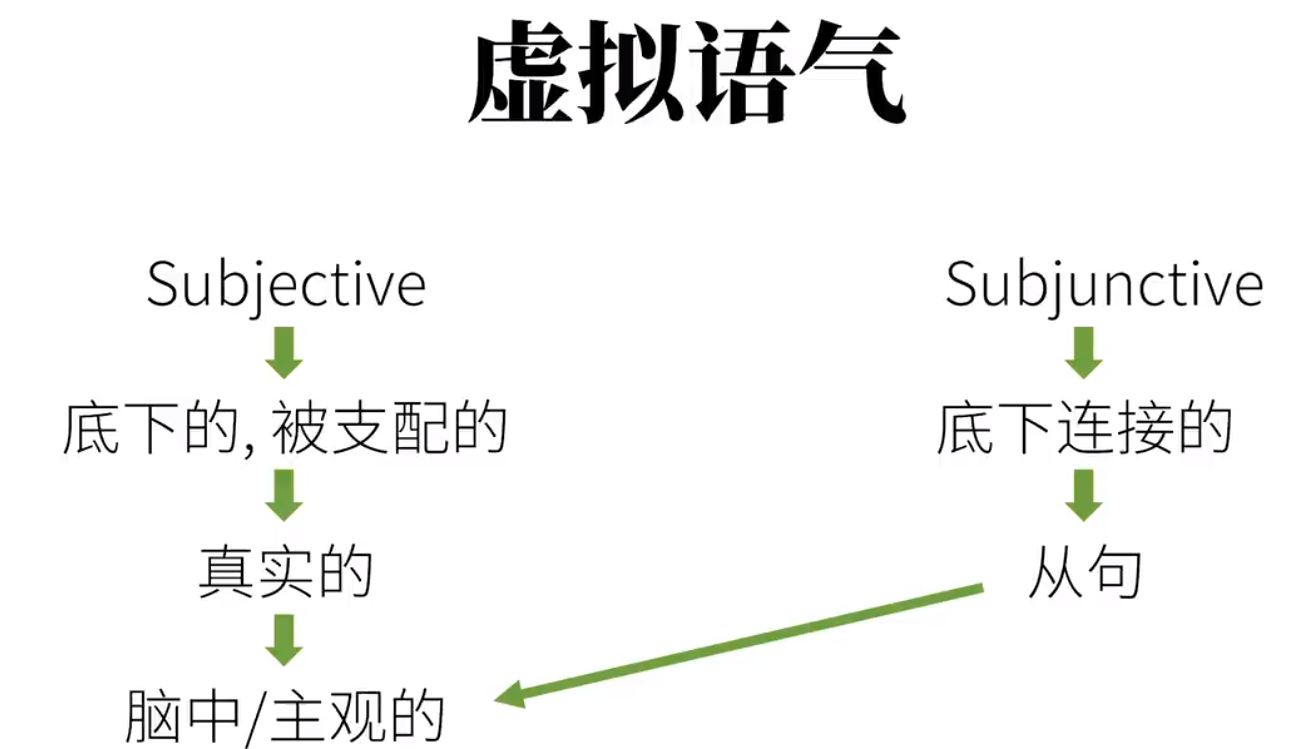 虚拟语气
Subjective
Subjunctive
底下的, 被支配的
底下连接的
真实的
从句
脑中/主观的